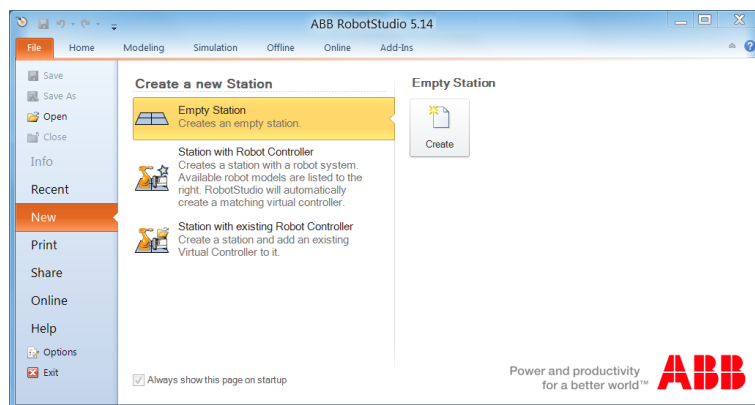 ABB RobotStudio 5.14
File Home Modeling Simulation Offline Online Add-Ins
Save
Save As
Open
Close
Info
Recent
New
Print
Share
Online
Help
Options
Exit
Create a new Station
Empty Station
Creates an empty station.
Station with Robot Controller
Creates a station with a robot system.
Available robot models are listed to the
right. RobotStudio will automatically
create a matching virtual controller.
Station with existing Robot Controller
Create a station and add an existing
Virtual Controller to it.
Always show this page on startup
Empty Station
Create
Power and productivity
for a better world™
ABB